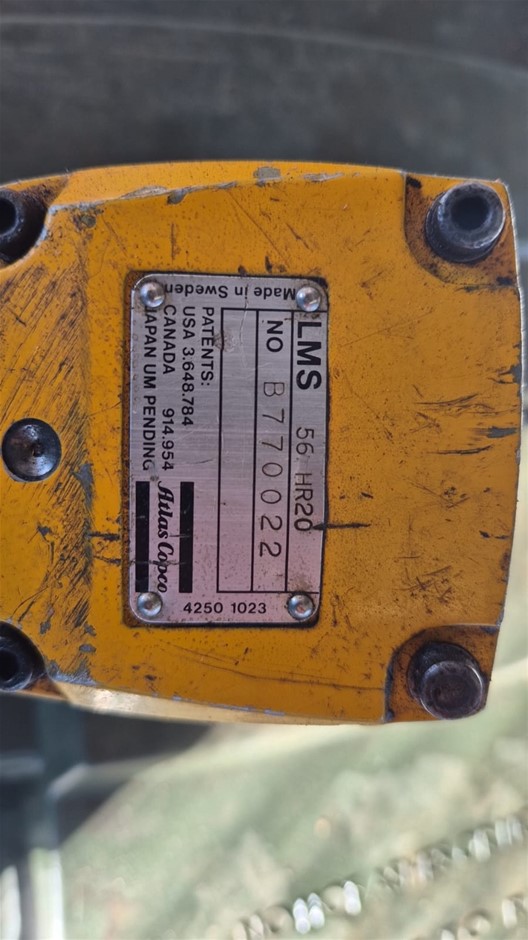 LMS 56 HR20
NO B770022
PATENTS:
USA 3.648.784
CANADA 914.954
JAPAN UM PENDING
Atlas Copco
4250 1023
Made in Sweden